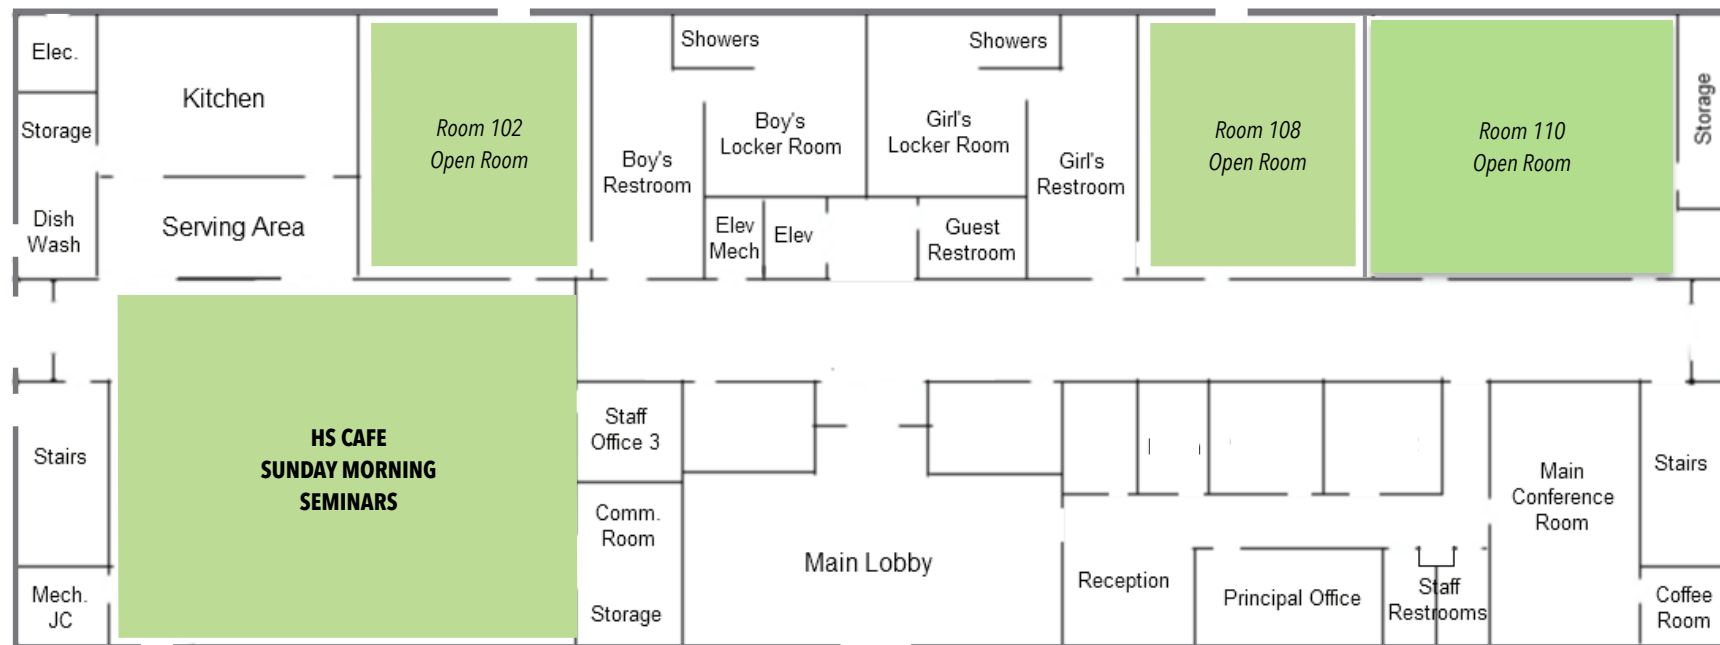 Elec.
Kitchen
Storage
Dish
Wash
Serving Area
Room 102
Open Room
Boy's
Restroom
Showers
Boy's
Locker Room
Elev
Mech
Elev
Showers
Girl's
Locker Room
Guest
Restroom
Girl's
Restroom
Room 108
Open Room
Room 110
Open Room
Storage
Stairs
Mech.
JC
HS CAFE
SUNDAY MORNING
SEMINARS
Staff
Office 3
Comm.
Room
Storage
Main Lobby
Reception
Principal Office
Staff
Restrooms
Main
Conference
Room
Stairs
Coffee
Room